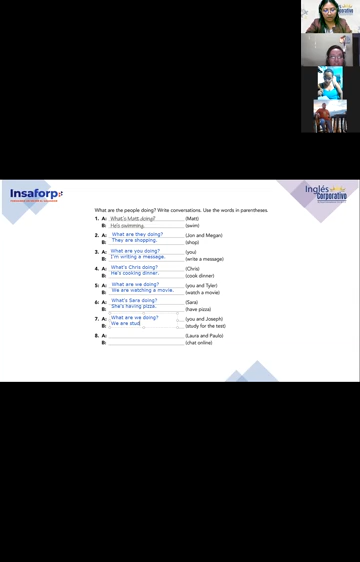 Inglés
Corporativo
Insaforp
Inglés
Corporativo
What are the people doing? Write conversations. Use the words in parentheses.
1. A: What's Matt doing? (Matt)
B: He's swimming. (swim)
2. A: What are they doing? (Jon and Megan)
B: They are shopping. (shop)
3. A: What are you doing? (you)
B: I'm writing a message. (write a message)
4. A: What's Chris doing? (Chris)
B: He's cooking dinner. (cook dinner)
5. A: What are we doing? (you and Tyler)
B: We are watching a movie. (watch a movie)
6. A: What's Sara doing? (Sara)
B: She's having pizza. (have pizza)
7. A: What are we doing? (you and Joseph)
B: We are stud (study for the test)
8. A: (Laura and Paulo)
B: (chat online)